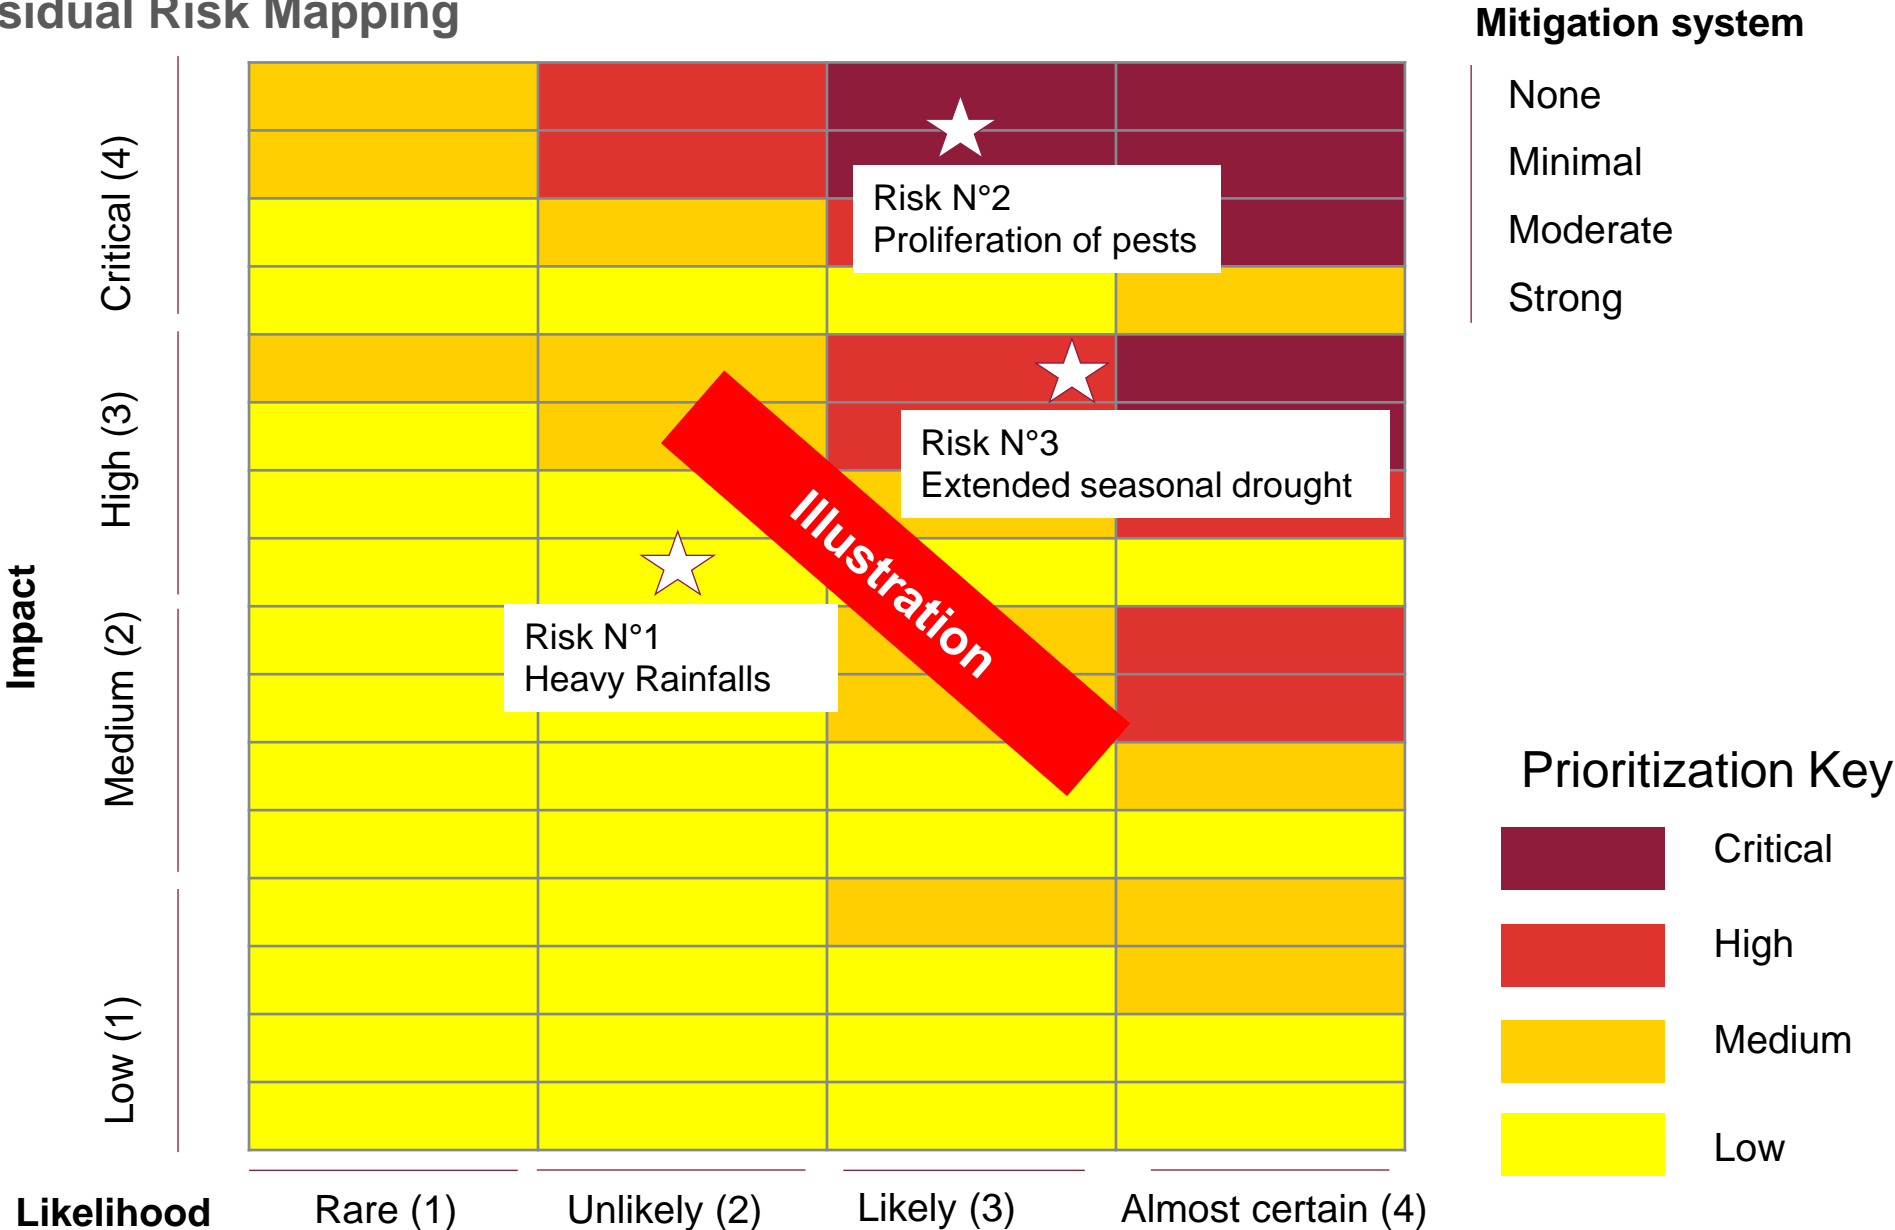 sidual Risk Mapping
Mitigation system
None
Minimal
Moderate
Strong
Impact
Critical (4)
High (3)
Medium (2)
Low (1)
Risk N°2
Proliferation of pests
Risk N°3
Extended seasonal drought
Illustration
Risk N°1
Heavy Rainfalls
Prioritization Key
Critical
High
Medium
Low
Likelihood
Rare (1)
Unlikely (2)
Likely (3)
Almost certain (4)